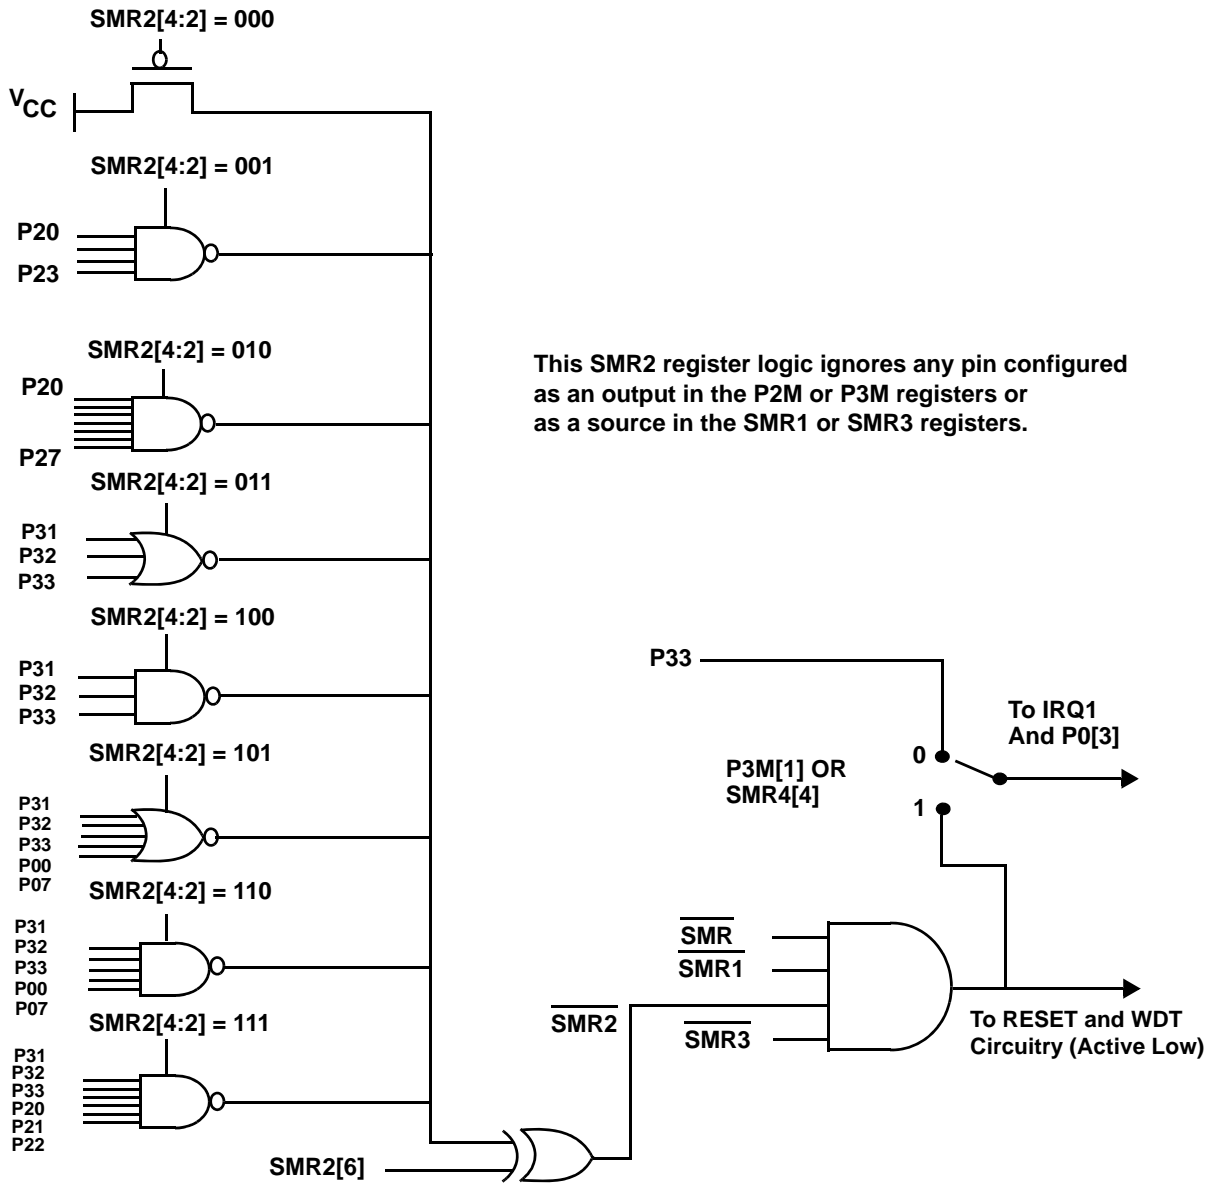 SMR2[4:2] = 000
VCC
SMR2[4:2] = 001
P20
P23
SMR2[4:2] = 010
P20
P27
This SMR2 register logic ignores any pin configured
as an output in the P2M or P3M registers or
as a source in the SMR1 or SMR3 registers.
SMR2[4:2] = 011
P31
P32
P33
SMR2[4:2] = 100
P31
P32
P33
SMR2[4:2] = 101
P31
P32
P33
P00
P07
SMR2[4:2] = 110
P31
P32
P33
P00
P07
SMR2[4:2] = 111
P31
P32
P33
P20
P21
P22
SMR2[6]
P33
To IRQ1
And P0[3]
0
P3M[1] OR
SMR4[4]
1
SMR
SMR1
SMR2
SMR3
To RESET and WDT
Circuitry (Active Low)